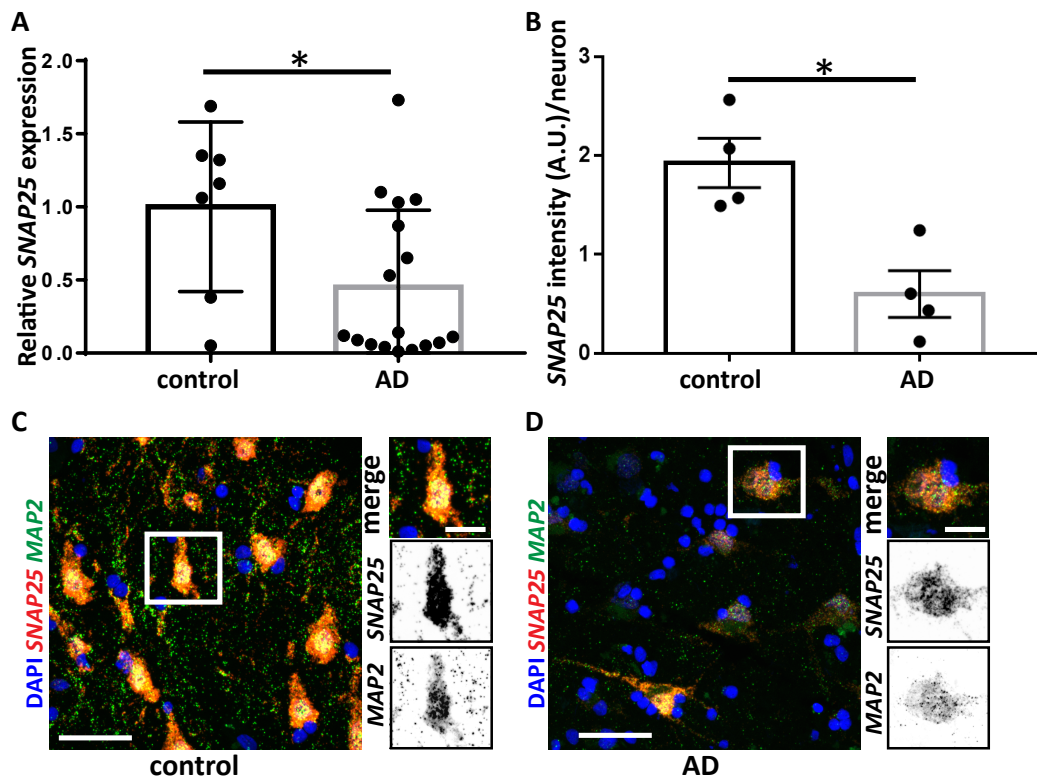 A
Relative SNAP25 expression
2.0
1.5
1.0
0.5
0.0
*
control
AD
B
SNAP25 intensity (A.U.)/neuron
3
2
1
0
*
control
AD
C
DAPI SNAP25 MAP2
merge
SNAP25
MAP2
control
D
DAPI SNAP25 MAP2
merge
SNAP25
MAP2
AD